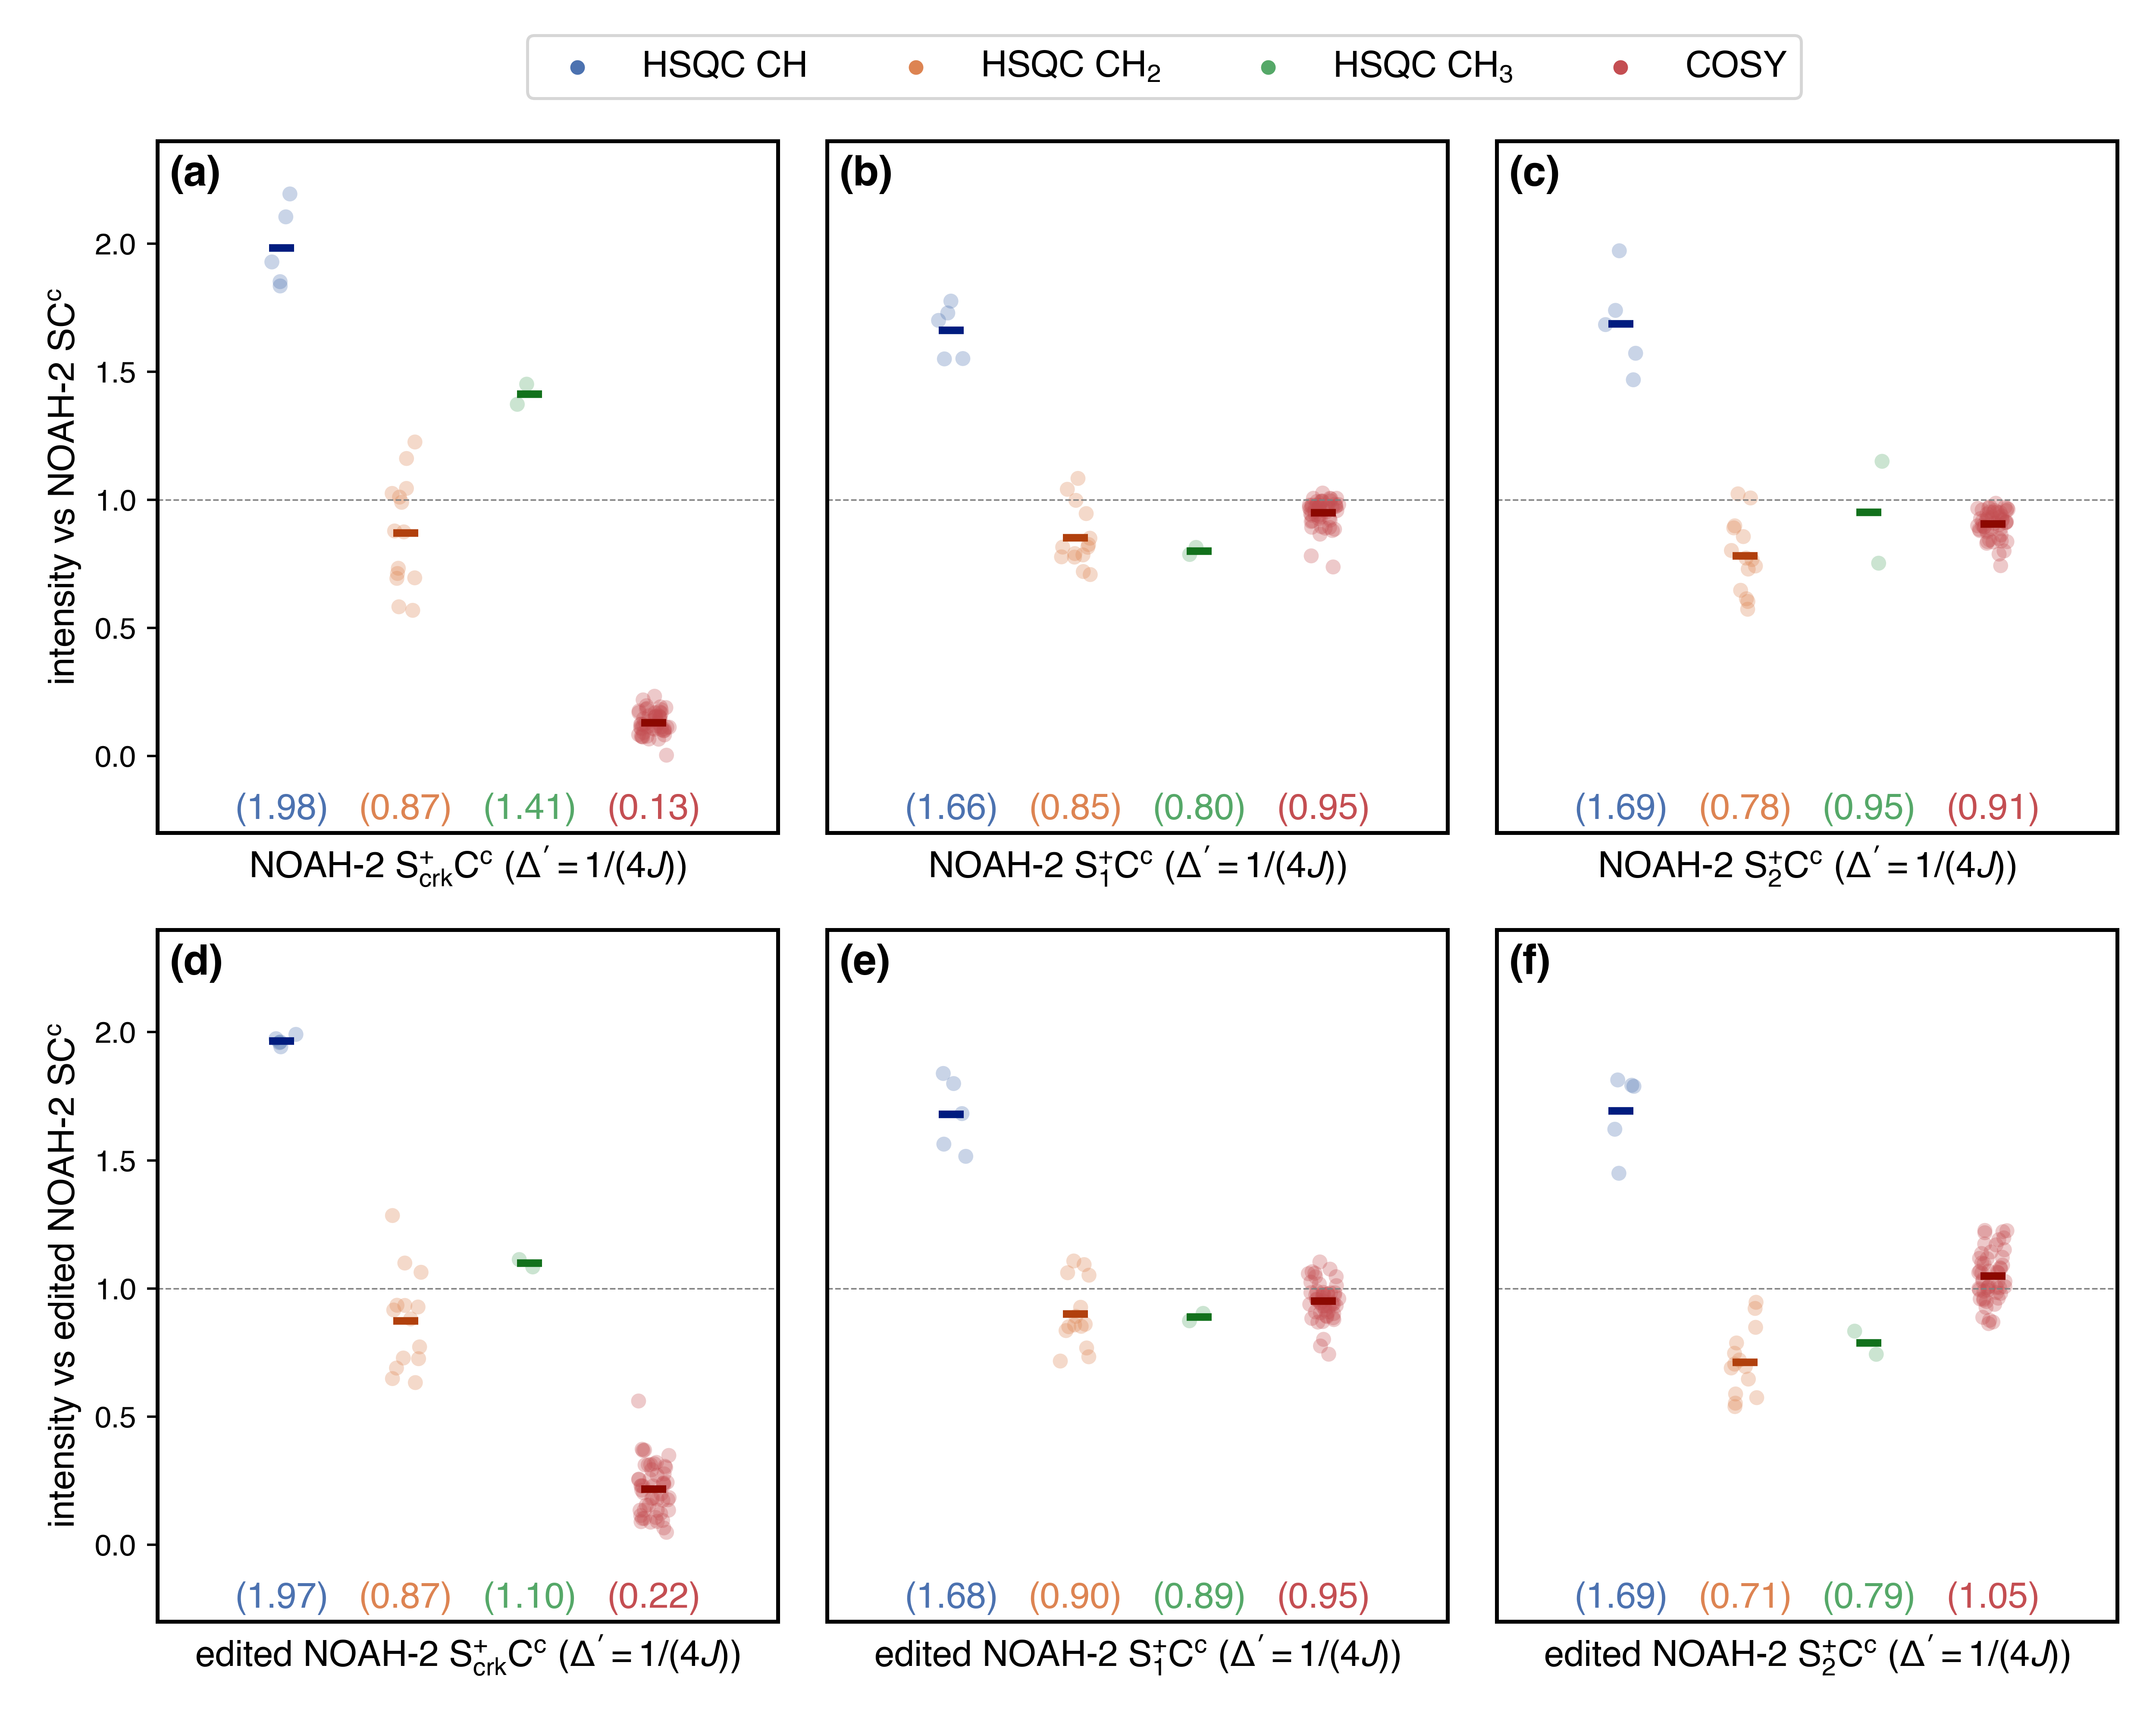 HSQC CH HSQC CH₂ HSQC CH₃ COSY
(a) (b) (c)
intensity vs NOAH-2 SCᶜ
2.0
1.5
1.0
0.5
0.0
(1.98) (0.87) (1.41) (0.13) (1.66) (0.85) (0.80) (0.95) (1.69) (0.78) (0.95) (0.91)
NOAH-2 S⁺crkCᶜ (Δ′ = 1/(4J)) NOAH-2 S⁺₁Cᶜ (Δ′ = 1/(4J)) NOAH-2 S⁺₂Cᶜ (Δ′ = 1/(4J))
(d) (e) (f)
intensity vs edited NOAH-2 SCᶜ
2.0
1.5
1.0
0.5
0.0
(1.97) (0.87) (1.10) (0.22) (1.68) (0.90) (0.89) (0.95) (1.69) (0.71) (0.79) (1.05)
edited NOAH-2 S⁺crkCᶜ (Δ′ = 1/(4J)) edited NOAH-2 S⁺₁Cᶜ (Δ′ = 1/(4J)) edited NOAH-2 S⁺₂Cᶜ (Δ′ = 1/(4J))